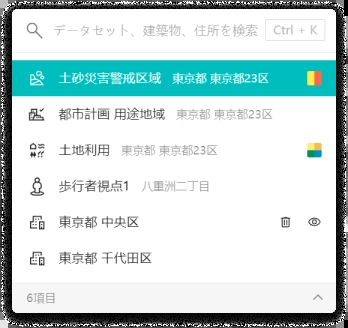 データセット、建築物、住所を検索 Ctrl + K
土砂災害警戒区域 東京都 東京都23区
都市計画 用途地域 東京都 東京都23区
土地利用 東京都 東京都23区
歩行者視点1 八重洲二丁目
東京都 中央区
東京都 千代田区
6項目